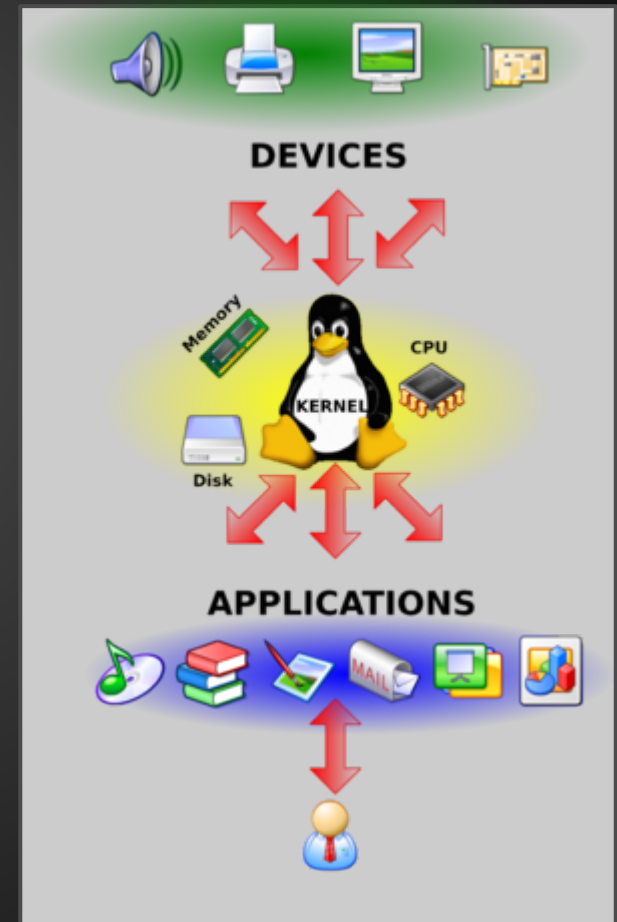 DEVICES
Memory
CPU
KERNEL
Disk
APPLICATIONS
MAIL